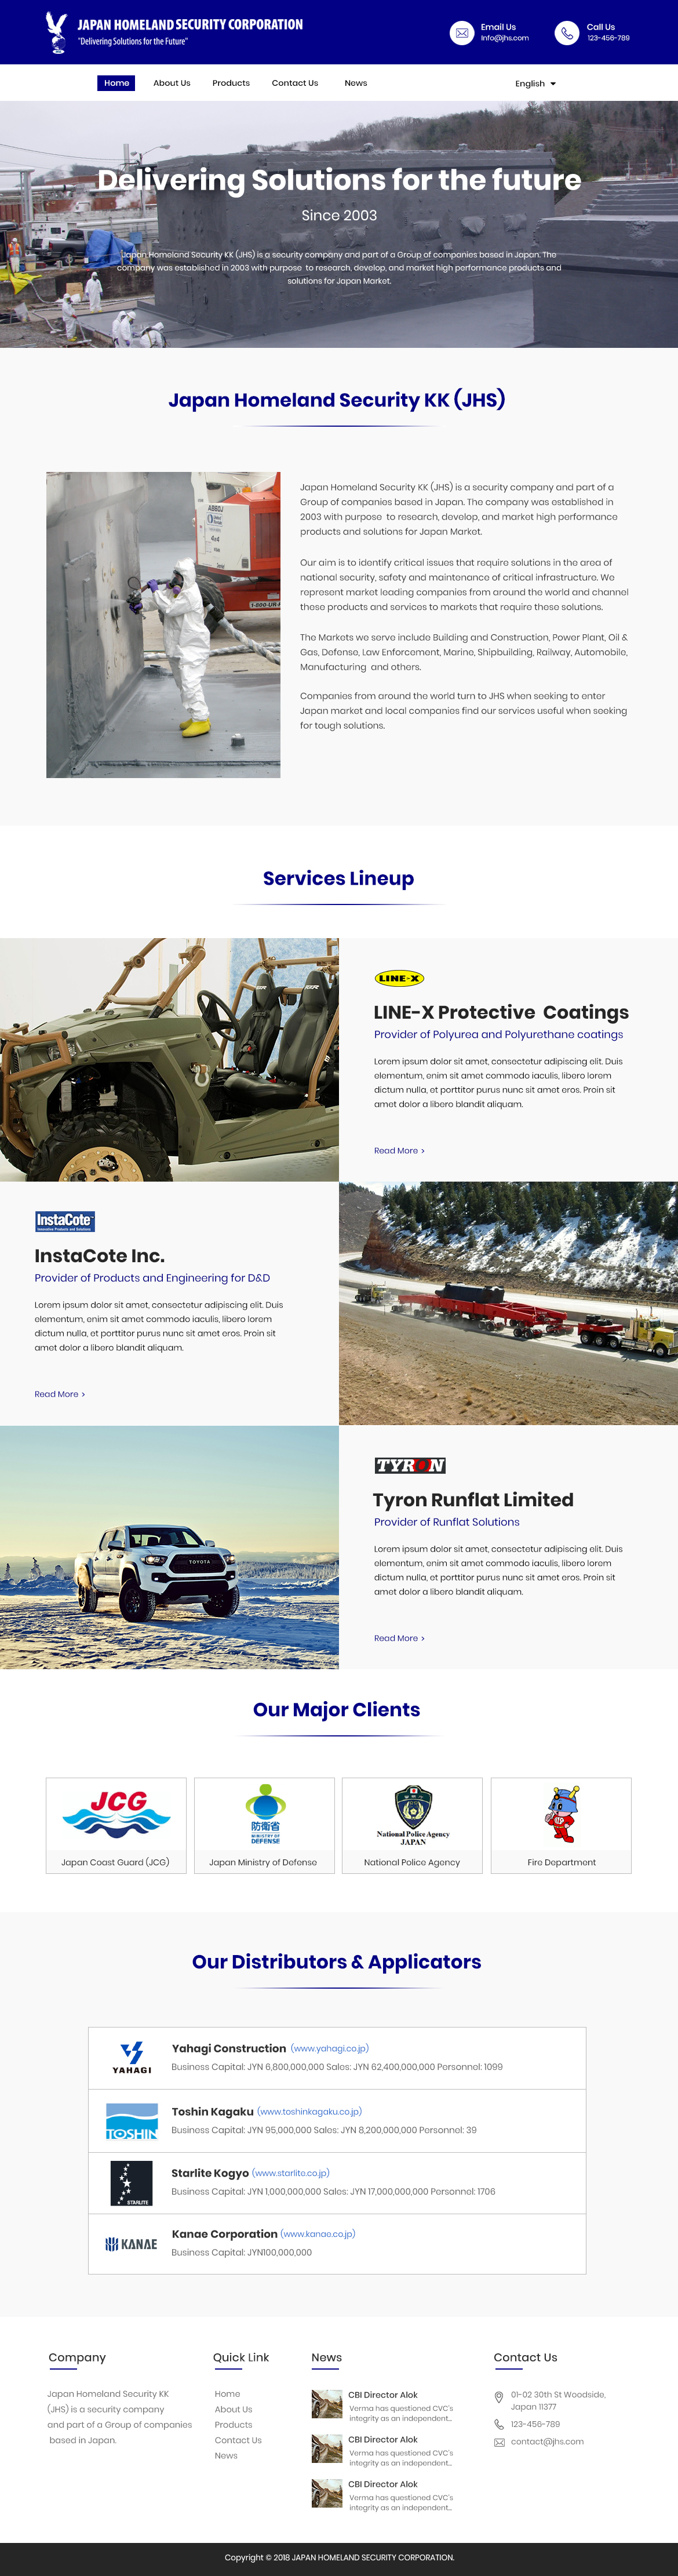 JAPAN HOMELAND SECURITY CORPORATION
"Delivering Solutions for the Future"
Email Us
Info@jhs.com
Call Us
123-456-789
Home
About Us
Products
Contact Us
News
English
Delivering Solutions for the future
Since 2003
Japan Homeland Security KK (JHS) is a security company and part of a Group of companies based in Japan. The
company was established in 2003 with purpose to research, develop, and market high performance products and
solutions for Japan Market.
Japan Homeland Security KK (JHS)
Japan Homeland Security KK (JHS) is a security company and part of a
Group of companies based in Japan. The company was established in
2003 with purpose to research, develop, and market high performance
products and solutions for Japan Market.
Our aim is to identify critical issues that require solutions in the area of
national security, safety and maintenance of critical infrastructure. We
represent market leading companies from around the world and channel
these products and services to markets that require these solutions.
The Markets we serve include Building and Construction, Power Plant, Oil &
Gas, Defense, Law Enforcement, Marine, Shipbuilding, Railway, Automobile,
Manufacturing and others.
Companies from around the world turn to JHS when seeking to enter
Japan market and local companies find our services useful when seeking
for tough solutions.
Services Lineup
LINE-X
LINE-X Protective Coatings
Provider of Polyurea and Polyurethane coatings
Lorem ipsum dolor sit amet, consectetur adipiscing elit. Duis
elementum, enim sit amet commodo iaculis, libero lorem
dictum nulla, et porttitor purus nunc sit amet eros. Proin sit
amet dolor a libero blandit aliquam.
Read More >
InstaCote
Innovative Products and Solutions
InstaCote Inc.
Provider of Products and Engineering for D&D
Lorem ipsum dolor sit amet, consectetur adipiscing elit. Duis
elementum, enim sit amet commodo iaculis, libero lorem
dictum nulla, et porttitor purus nunc sit amet eros. Proin sit
amet dolor a libero blandit aliquam.
Read More >
TOYOTA
TYRON
Tyron Runflat Limited
Provider of Runflat Solutions
Lorem ipsum dolor sit amet, consectetur adipiscing elit. Duis
elementum, enim sit amet commodo iaculis, libero lorem
dictum nulla, et porttitor purus nunc sit amet eros. Proin sit
amet dolor a libero blandit aliquam.
Read More >
Our Major Clients
JCG
Japan Coast Guard (JCG)
防衛省
MINISTRY OF
DEFENSE
Japan Ministry of Defense
National Police Agency
JAPAN
National Police Agency
Fire Department
Our Distributors & Applicators
YAHAGI
Yahagi Construction (www.yahagi.co.jp)
Business Capital: JYN 6,800,000,000 Sales: JYN 62,400,000,000 Personnel: 1099
TOSHIN
Toshin Kagaku (www.toshinkagaku.co.jp)
Business Capital: JYN 95,000,000 Sales: JYN 8,200,000,000 Personnel: 39
STARLITE
Starlite Kogyo (www.starlite.co.jp)
Business Capital: JYN 1,000,000,000 Sales: JYN 17,000,000,000 Personnel: 1706
KANAE
Kanae Corporation (www.kanae.co.jp)
Business Capital: JYN100,000,000
Company
Japan Homeland Security KK
(JHS) is a security company
and part of a Group of companies
based in Japan.
Quick Link
Home
About Us
Products
Contact Us
News
News
CBI Director Alok
Verma has questioned CVC's
integrity as an independent...
CBI Director Alok
Verma has questioned CVC's
integrity as an independent...
CBI Director Alok
Verma has questioned CVC's
integrity as an independent...
Contact Us
01-02 30th St Woodside,
Japan 11377
123-456-789
contact@jhs.com
Copyright © 2018 JAPAN HOMELAND SECURITY CORPORATION.